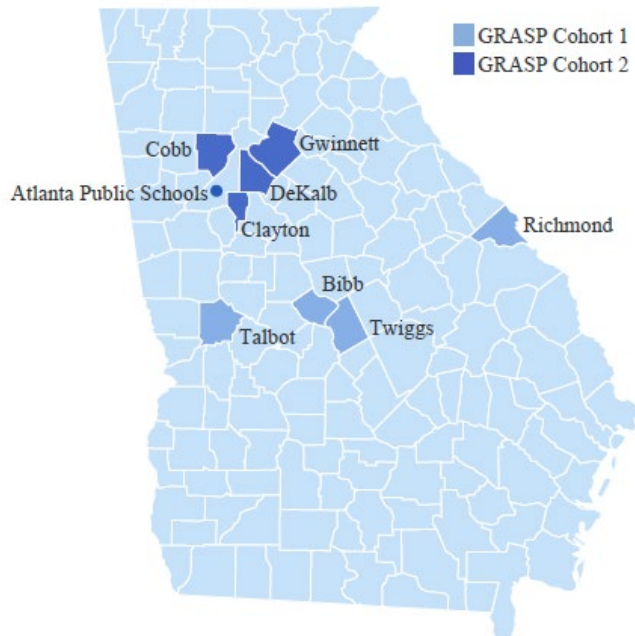 GRASP Cohort 1
GRASP Cohort 2
Cobb
Gwinnett
Atlanta Public Schools
DeKalb
Clayton
Richmond
Bibb
Talbot
Twiggs